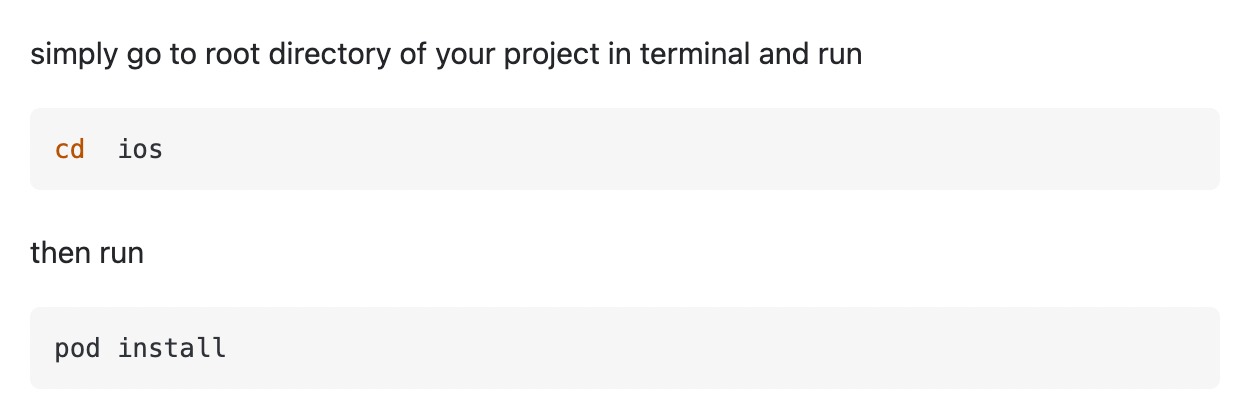 simply go to root directory of your project in terminal and run
cd  ios
then run
pod install